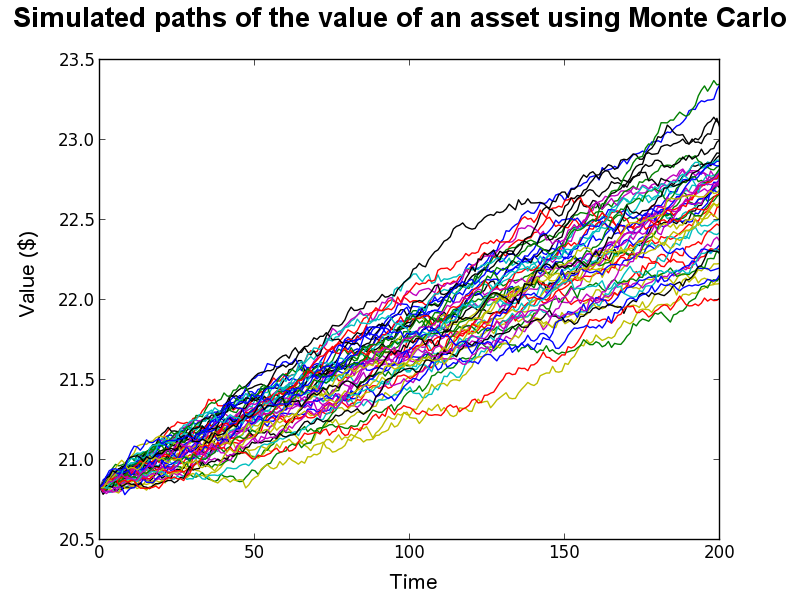 Simulated paths of the value of an asset using Monte Carlo
23.5
23.0
22.5
22.0
21.5
21.0
20.5
Value ($)
0 50 100 150 200
Time